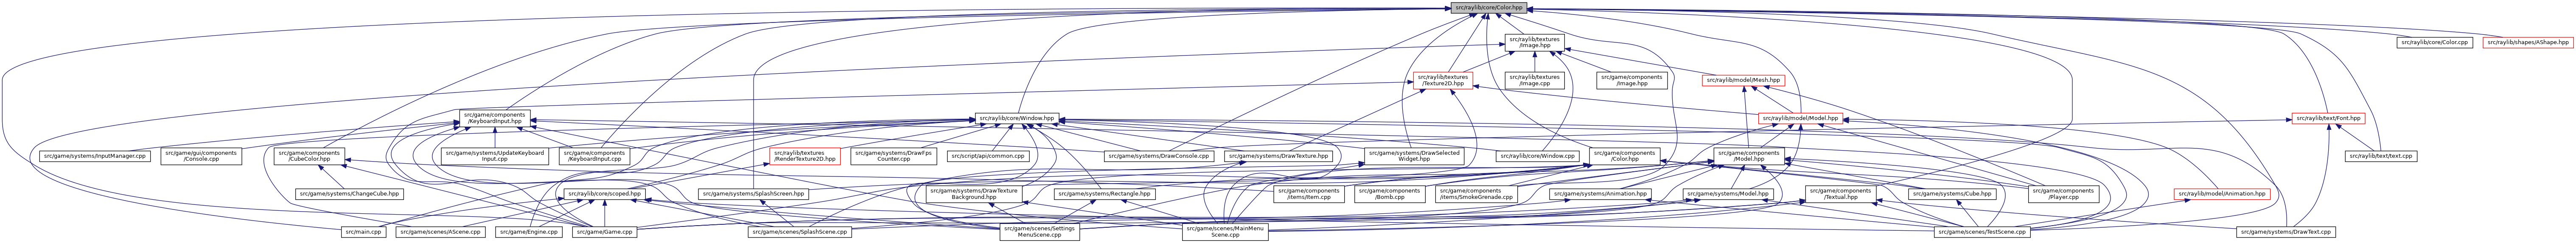 src/raylib/core/Color.hpp
src/raylib/textures
/Image.hpp
src/raylib/core/Color.cpp
src/raylib/shapes/AShape.hpp
src/raylib/textures
/Texture2D.hpp
src/raylib/textures
/Image.cpp
src/game/components
/Image.hpp
src/raylib/model/Mesh.hpp
src/game/components
/KeyboardInput.hpp
src/raylib/core/Window.hpp
src/raylib/model/Model.hpp
src/raylib/text/Font.hpp
src/game/systems/InputManager.cpp
src/game/gui/components
/Console.cpp
src/game/components
/CubeColor.hpp
src/game/systems/UpdateKeyboard
Input.cpp
src/game/components
/KeyboardInput.cpp
src/raylib/textures
/RenderTexture2D.hpp
src/game/systems/DrawFps
Counter.cpp
src/script/api/common.cpp
src/game/systems/DrawConsole.cpp
src/game/systems/DrawTexture.hpp
src/game/systems/DrawSelected
Widget.hpp
src/raylib/core/Window.cpp
src/game/components
/Color.hpp
src/game/components
/Model.hpp
src/raylib/text/text.cpp
src/game/systems/ChangeCube.hpp
src/raylib/core/scoped.hpp
src/game/systems/SplashScreen.hpp
src/game/systems/DrawTexture
Background.hpp
src/game/systems/Rectangle.hpp
src/game/components
/items/Item.cpp
src/game/components
/Bomb.cpp
src/game/components
/items/SmokeGrenade.cpp
src/game/systems/Animation.hpp
src/game/systems/Model.hpp
src/game/components
/Textual.hpp
src/game/systems/Cube.hpp
src/game/components
/Player.cpp
src/raylib/model/Animation.hpp
src/main.cpp
src/game/scenes/AScene.cpp
src/game/Engine.cpp
src/game/Game.cpp
src/game/scenes/SplashScene.cpp
src/game/scenes/Settings
MenuScene.cpp
src/game/scenes/MainMenu
Scene.cpp
src/game/scenes/TestScene.cpp
src/game/systems/DrawText.cpp